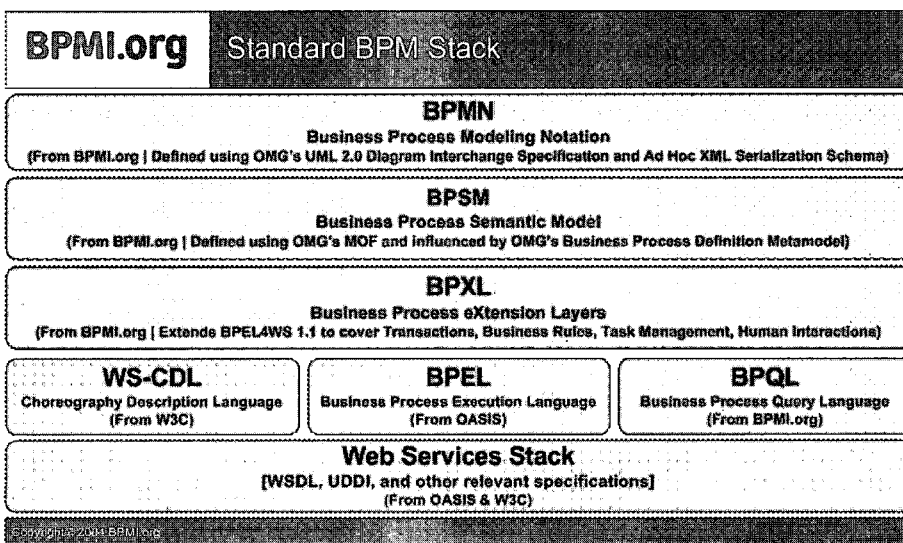 BPMI.org
Standard BPM Stack
BPMN
Business Process Modeling Notation
(From BPMI.org | Defined using OMG's UML 2.0 Diagram Interchange Specification and Ad Hoc XML Serialization Schema)
BPSM
Business Process Semantic Model
(From BPMI.org | Defined using OMG's MOF and influenced by OMG's Business Process Definition Metamodel)
BPXL
Business Process eXtension Layers
(From BPMI.org | Extends BPEL4WS 1.1 to cover Transactions, Business Rules, Task Management, Human Interactions)
WS-CDL
Choreography Description Language
(From W3C)
BPEL
Business Process Execution Language
(From OASIS)
BPQL
Business Process Query Language
(From BPMI.org)
Web Services Stack
[WSDL, UDDI, and other relevant specifications]
(From OASIS & W3C)
Copyright © 2004 BPMI.org